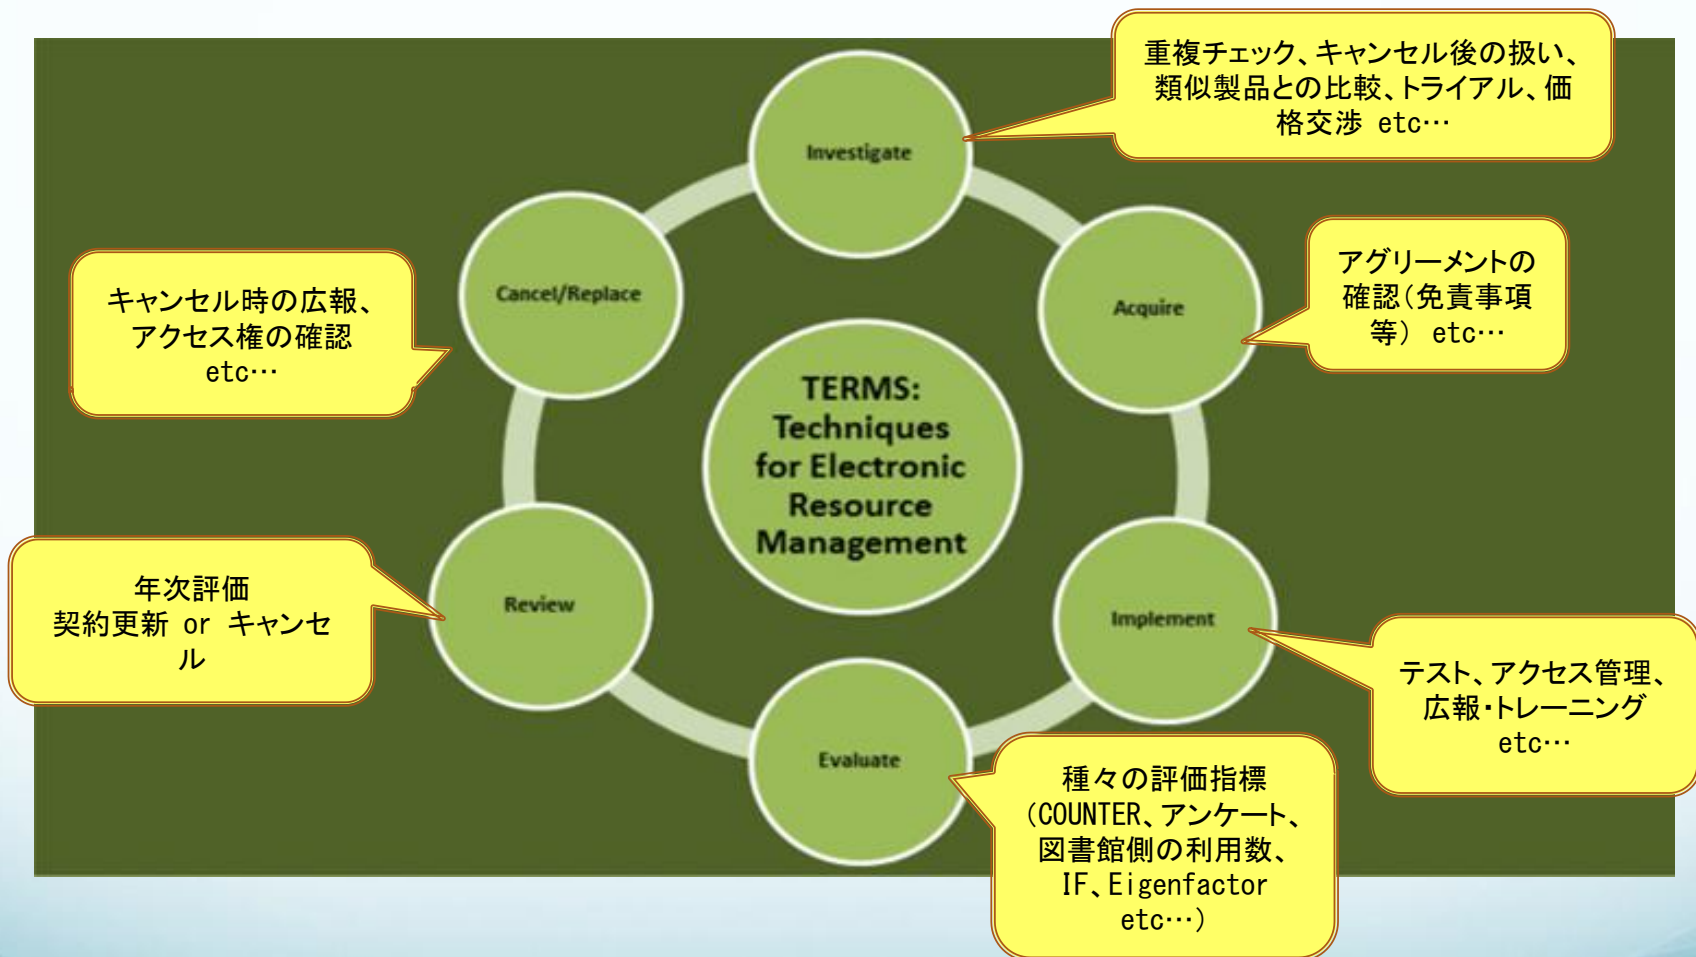 重複チェック、キャンセル後の扱い、
類似製品との比較、トライアル、価
格交渉 etc…
Investigate
キャンセル時の広報、
アクセス権の確認
etc…
Cancel/Replace
Acquire
アグリーメントの
確認(免責事項
等) etc…
TERMS:
Techniques
for Electronic
Resource
Management
年次評価
契約更新 or キャンセ
ル
Review
Implement
テスト、アクセス管理、
広報・トレーニング
etc…
Evaluate
種々の評価指標
(COUNTER、アンケート、
図書館側の利用数、
IF、Eigenfactor
etc…)